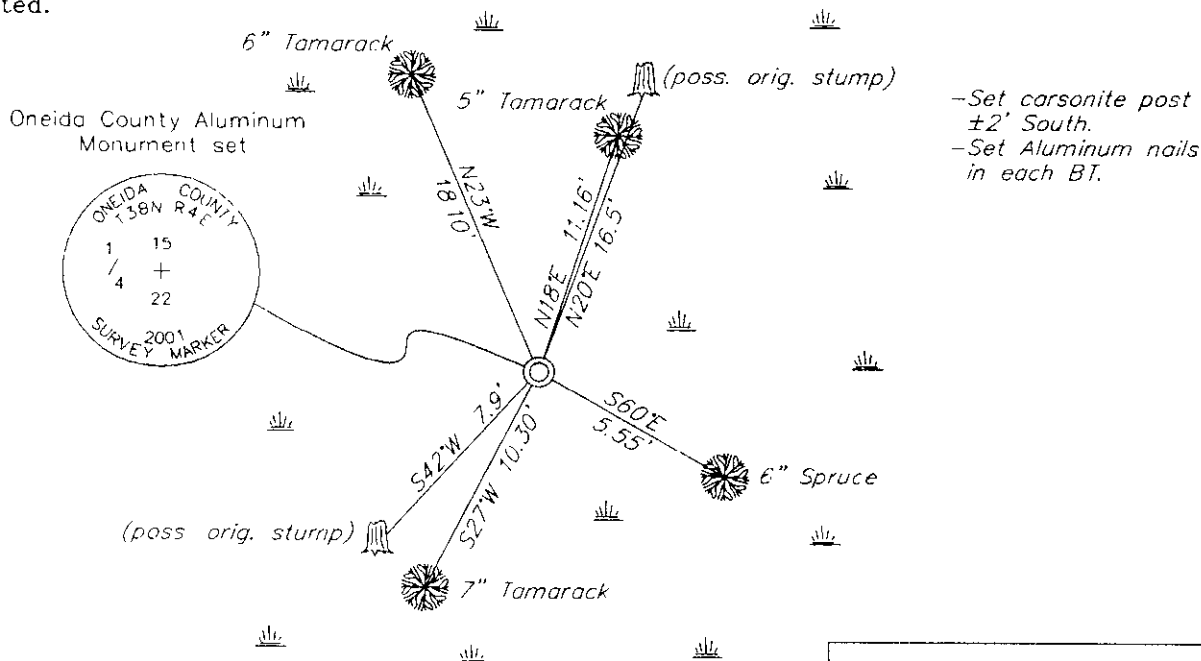 ted.
6" Tamarack
(poss. orig. stump)
5" Tamarack
-Set carsonite post
±2' South.
-Set Aluminum nails
in each BT.
Oneida County Aluminum
Monument set
ONEIDA COUNTY
T38N R4E
1/4
15
+
22
2001
SURVEY MARKER
N23°W
18 10'
N18°E 11.16'
N20°E 16.5'
S60°E
5.55'
6" Spruce
S42°W 7.9'
S27°W 10.30'
(poss orig. stump)
7" Tamarack